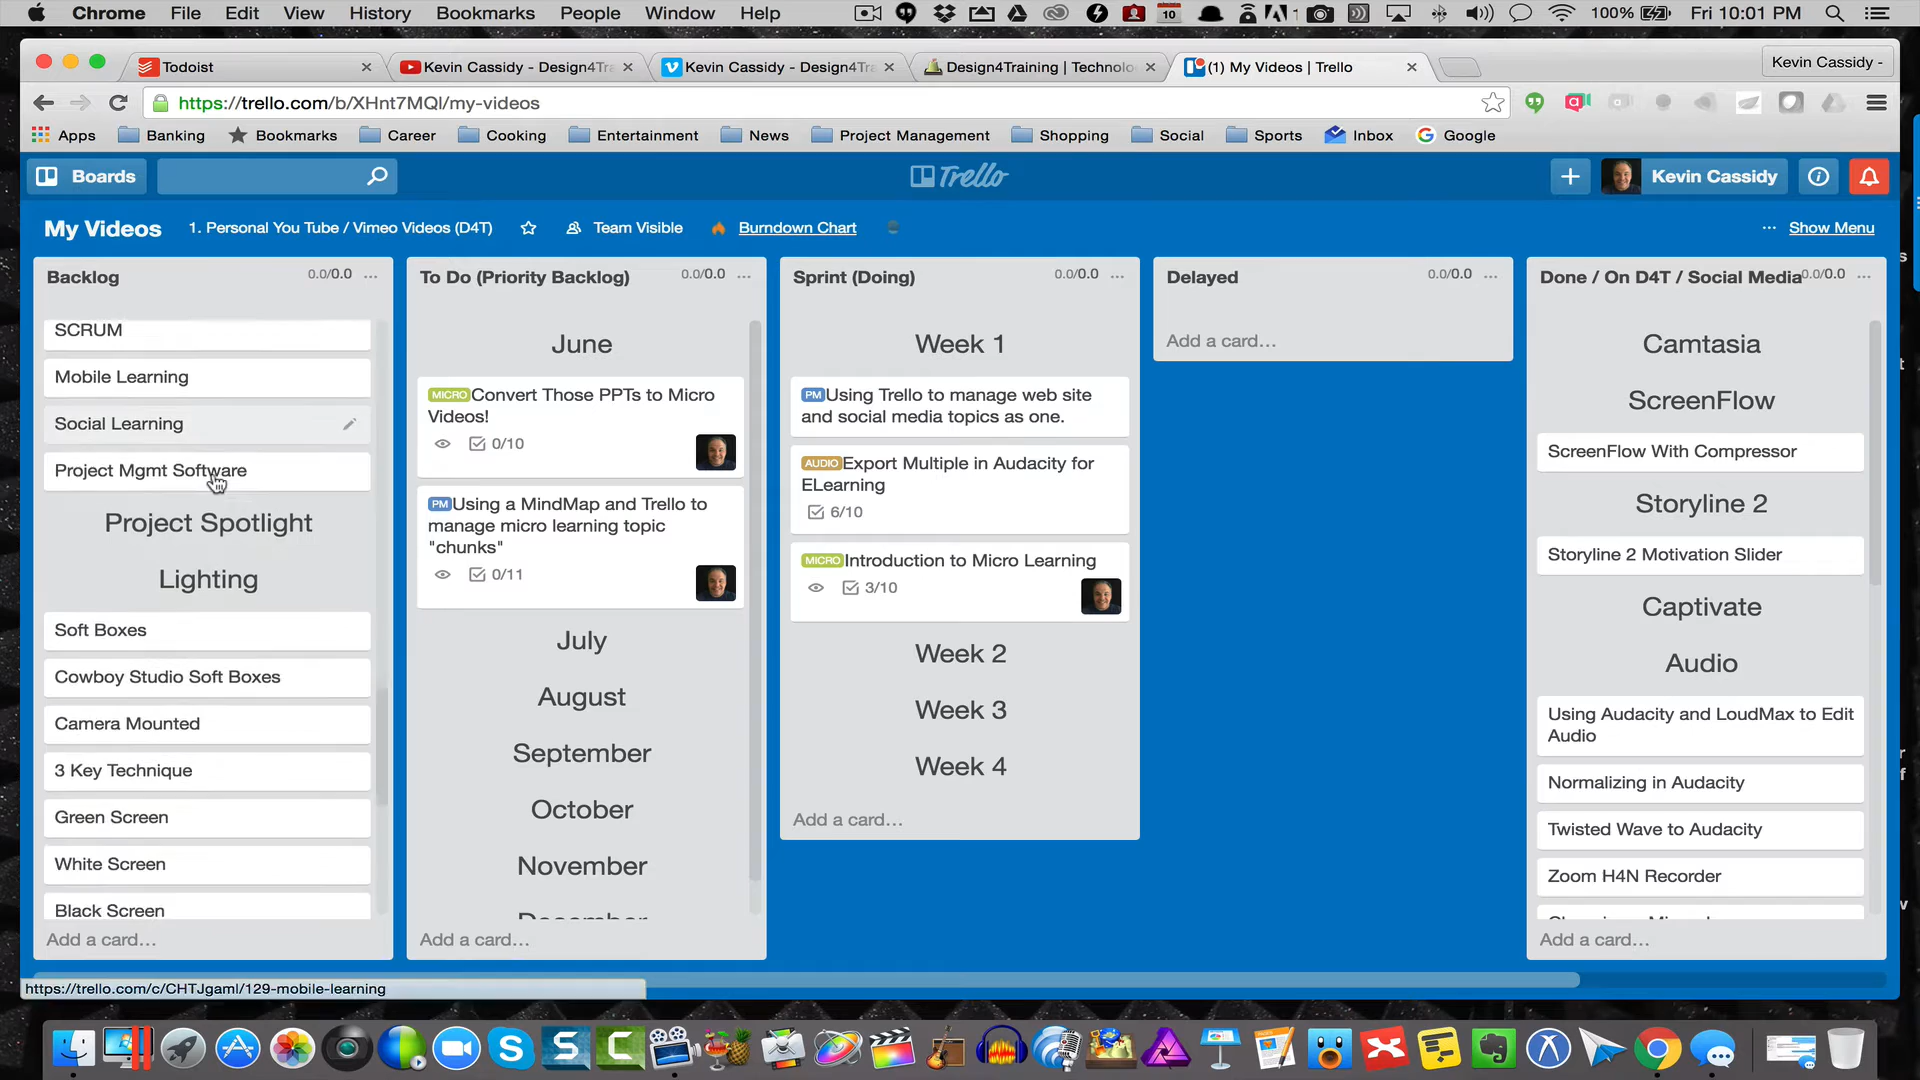 Chrome File Edit View History Bookmarks People Window Help 10 1 100% Fri 10:01 PM
Todoist
Kevin Cassidy - Design4Tra
Kevin Cassidy - Design4Tra
Design4Training | Technolo
(1) My Videos | Trello
Kevin Cassidy -
https://trello.com/b/XHnt7MQl/my-videos
Apps Banking Bookmarks Career Cooking Entertainment News Project Management Shopping Social Sports Inbox Google
Boards
Trello
Kevin Cassidy
My Videos 1. Personal You Tube / Vimeo Videos (D4T) Team Visible Burndown Chart ... Show Menu
Backlog 0.0/0.0 ...
SCRUM
Mobile Learning
Social Learning
Project Mgmt Software
Project Spotlight
Lighting
Soft Boxes
Cowboy Studio Soft Boxes
Camera Mounted
3 Key Technique
Green Screen
White Screen
Black Screen
Add a card…
To Do (Priority Backlog) 0.0/0.0 ...
June
MICRO Convert Those PPTs to Micro
Videos!
0/10
PM Using a MindMap and Trello to
manage micro learning topic
"chunks"
0/11
July
August
September
October
November
December
Add a card…
Sprint (Doing) 0.0/0.0 ...
Week 1
PM Using Trello to manage web site
and social media topics as one.
AUDIO Export Multiple in Audacity for
ELearning
6/10
MICRO Introduction to Micro Learning
3/10
Week 2
Week 3
Week 4
Add a card…
Delayed 0.0/0.0 ...
Add a card…
Done / On D4T / Social Media 0.0/0.0 ...
Camtasia
ScreenFlow
ScreenFlow With Compressor
Storyline 2
Storyline 2 Motivation Slider
Captivate
Audio
Using Audacity and LoudMax to Edit
Audio
Normalizing in Audacity
Twisted Wave to Audacity
Zoom H4N Recorder
Add a card…
https://trello.com/c/CHTJgamI/129-mobile-learning